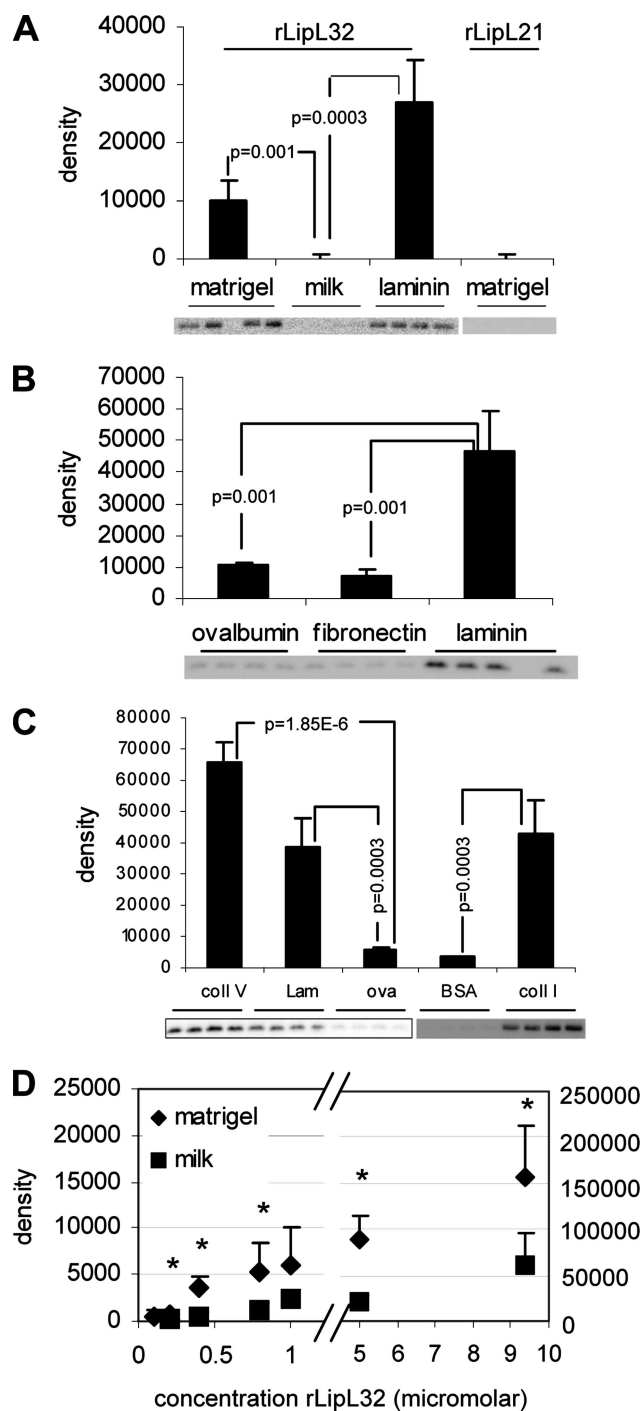 A
rLipL32 rLipL21
40000
30000
20000
10000
0
density
p=0.001
p=0.0003
matrigel milk laminin matrigel
B
70000
60000
50000
40000
30000
20000
10000
0
density
p=0.001
p=0.001
ovalbumin fibronectin laminin
C
80000
70000
60000
50000
40000
30000
20000
10000
0
density
p=1.85E-6
p=0.0003
p=0.0003
coll V Lam ova BSA coll I
D
25000
20000
15000
10000
5000
0
density
matrigel
milk
* * * * *
250000
200000
150000
100000
50000
0
0 0.5 1 5 6 7 8 9 10
concentration rLipL32 (micromolar)